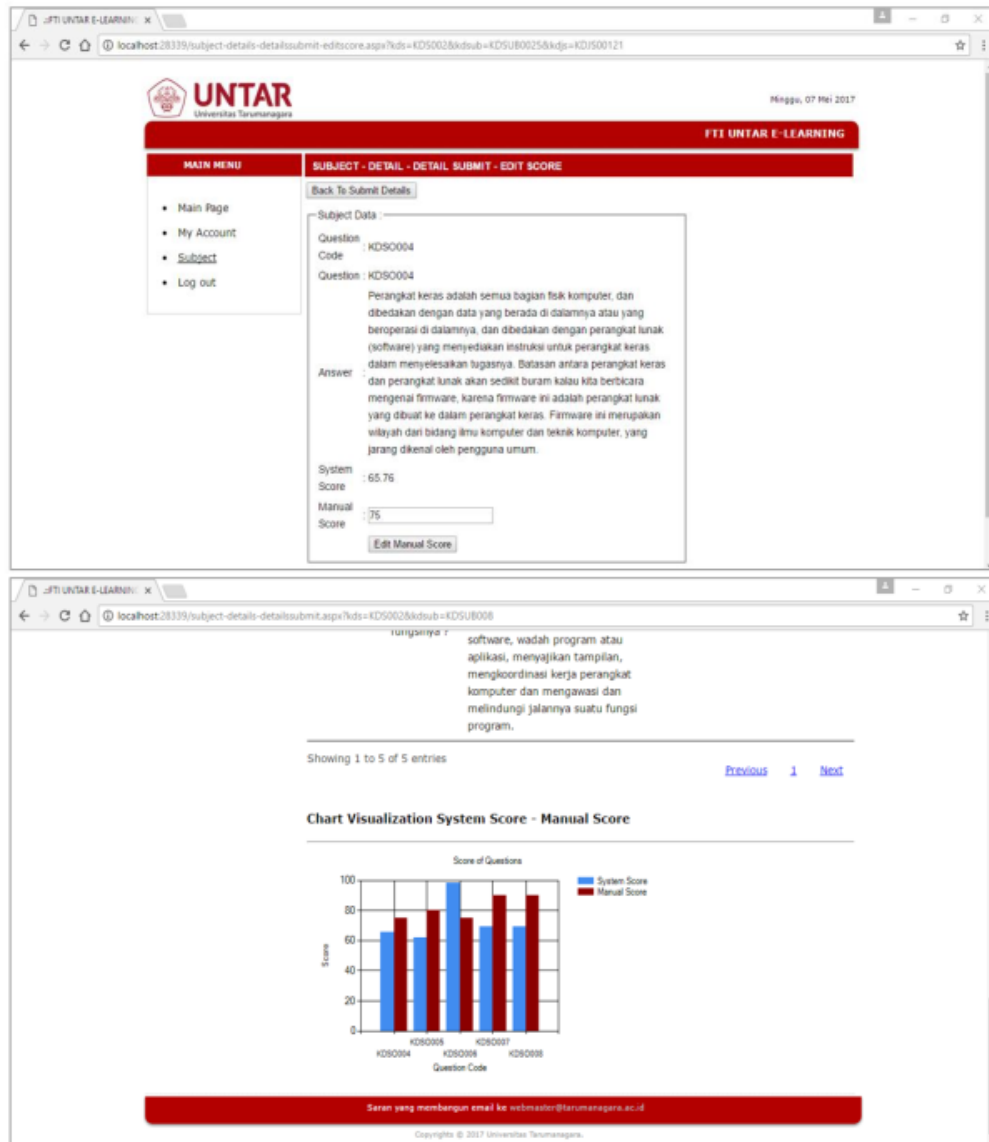 ::FTI UNTAR E-LEARNIN
localhost:28339/subject-details-detailssubmit-editscore.aspx?kds=KDS002&kdsub=KDSUB0025&kdjs=KDJS00121
UNTAR
Universitas Tarumanagara
Minggu, 07 Mei 2017
FTI UNTAR E-LEARNING
MAIN MENU
SUBJECT - DETAIL - DETAIL SUBMIT - EDIT SCORE
Back To Submit Details
Main Page
My Account
Subject
Log out
Subject Data :
Question Code : KDSO004
Question : KDSO004
Answer :
Perangkat keras adalah semua bagian fisik komputer, dan
dibedakan dengan data yang berada di dalamnya atau yang
beroperasi di dalamnya, dan dibedakan dengan perangkat lunak
(software) yang menyediakan instruksi untuk perangkat keras
dalam menyelesaikan tugasnya. Batasan antara perangkat keras
dan perangkat lunak akan sedikit buram kalau kita berbicara
mengenai firmware, karena firmware ini adalah perangkat lunak
yang dibuat ke dalam perangkat keras. Firmware ini merupakan
wilayah dari bidang ilmu komputer dan teknik komputer, yang
jarang dikenal oleh pengguna umum.
System Score : 65.76
Manual Score : 75
Edit Manual Score
::FTI UNTAR E-LEARNIN
localhost:28339/subject-details-detailssubmit.aspx?kds=KDS002&kdsub=KDSUB008
fungsinya ?
software, wadah program atau
aplikasi, menyajikan tampilan,
mengkoordinasi kerja perangkat
komputer dan mengawasi dan
melindungi jalannya suatu fungsi
program.
Showing 1 to 5 of 5 entries
Previous 1 Next
Chart Visualization System Score - Manual Score
Score of Questions
System Score
Manual Score
100
80
60
40
20
0
Score
KDSO004
KDSO005
KDSO006
KDSO007
KDSO008
Question Code
Saran yang membangun email ke webmaster@tarumanagara.ac.id
Copyrights © 2017 Universitas Tarumanagara.